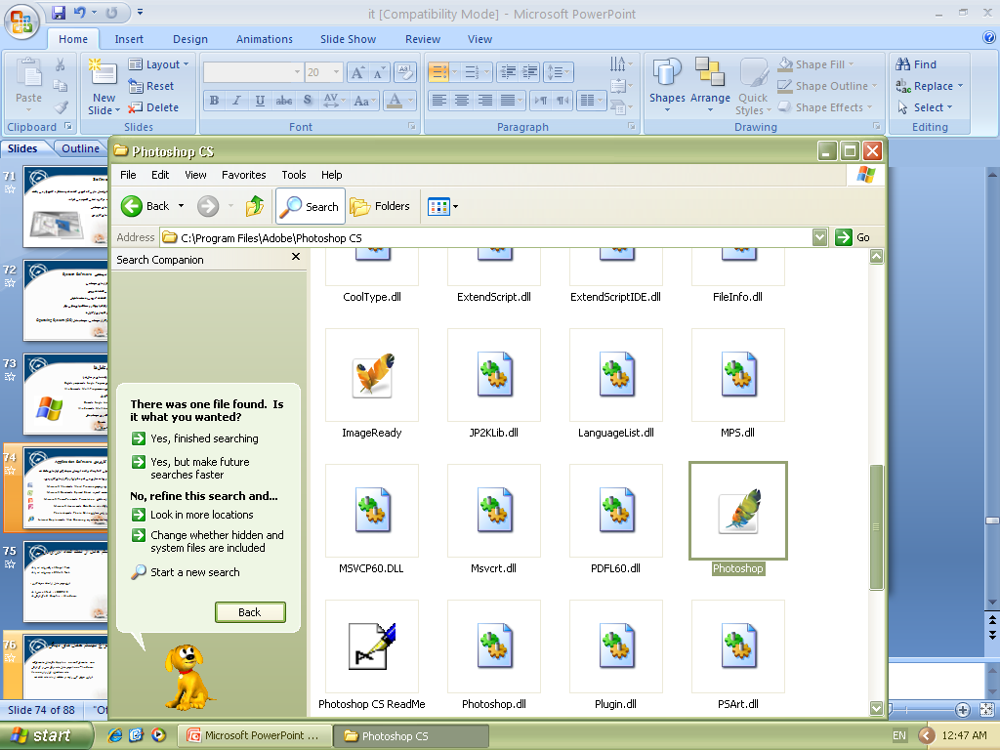 it [Compatibility Mode] - Microsoft PowerPoint
Home Insert Design Animations Slide Show Review View
Paste
New Slide
Layout
Reset
Delete
20
B I U abc S AV Aa A
Shapes Arrange Quick Styles
Shape Fill
Shape Outline
Shape Effects
Find
Replace
Select
Clipboard Slides Font Paragraph Drawing Editing
Slides Outline
71
72
73
74
75
76
Photoshop CS
File Edit View Favorites Tools Help
Back Search Folders
Address C:\Program Files\Adobe\Photoshop CS Go
Search Companion
There was one file found. Is
it what you wanted?
Yes, finished searching
Yes, but make future
searches faster
No, refine this search and...
Look in more locations
Change whether hidden and
system files are included
Start a new search
Back
CoolType.dll ExtendScript.dll ExtendScriptIDE.dll FileInfo.dll
ImageReady JP2KLib.dll LanguageList.dll MPS.dll
MSVCP60.DLL Msvcrt.dll PDFL60.dll Photoshop
Photoshop CS ReadMe Photoshop.dll Plugin.dll PSArt.dll
Slide 74 of 88
start Microsoft PowerPoint ... Photoshop CS EN 12:47 AM